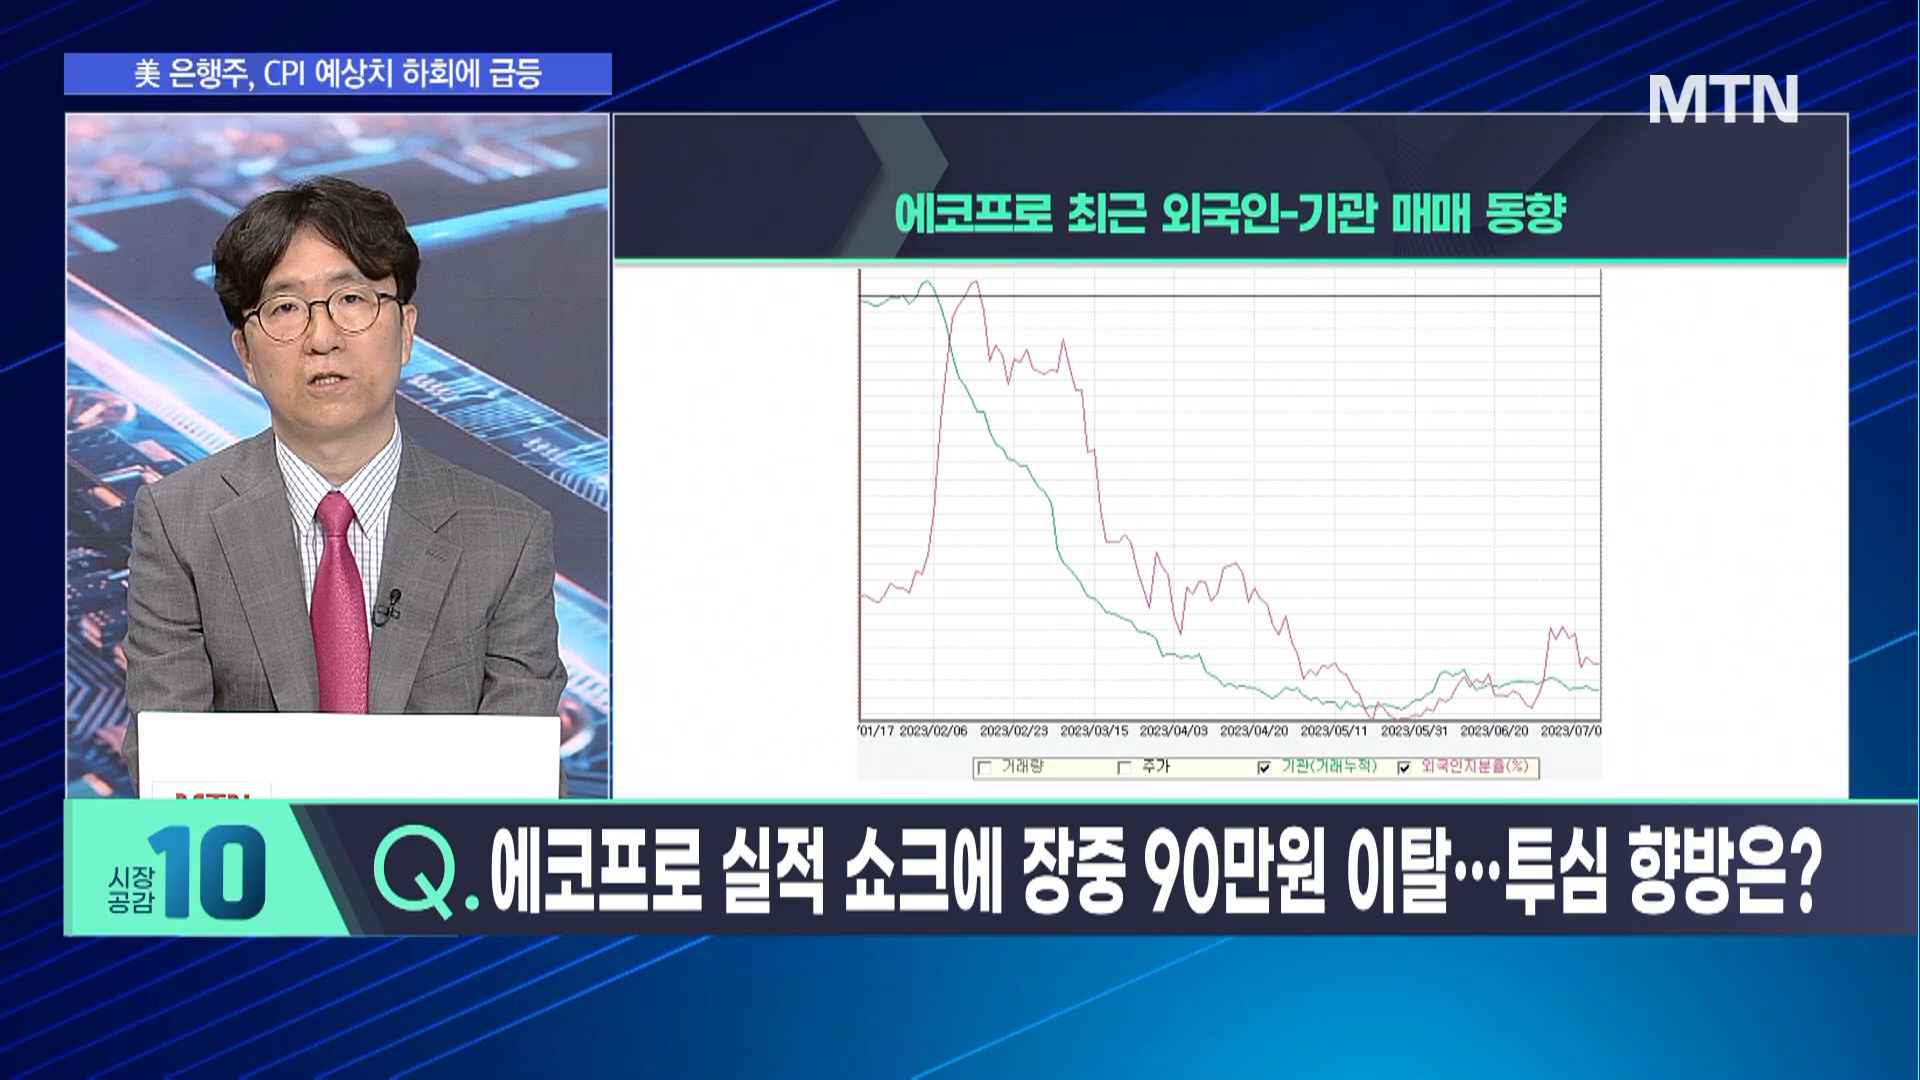 美 은행주, CPI 예상치 하회에 급등
MTN
에코프로 최근 외국인-기관 매매 동향
/01/17 2023/02/06 2023/02/23 2023/03/15 2023/04/03 2023/04/20 2023/05/11 2023/05/31 2023/06/20 2023/07/0
거래량 주가 기관(거래누적) 외국인지분율(%)
시장
공감
10
Q. 에코프로 실적 쇼크에 장중 90만원 이탈…투심 향방은?